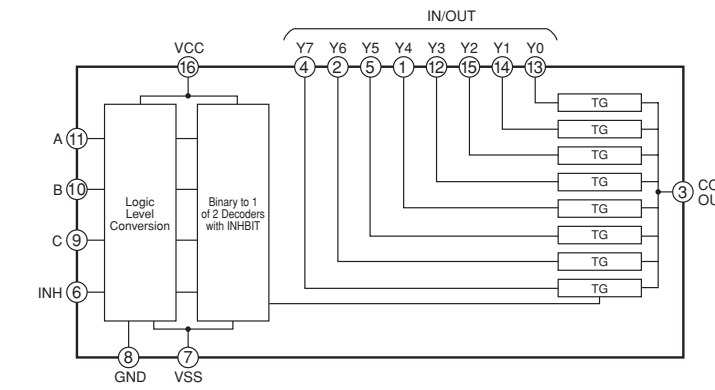 IN/OUT
VCC
Y7 Y6 Y5 Y4 Y3 Y2 Y1 Y0
16 4 2 5 1 12 15 14 13
TG
TG
TG
TG
TG
TG
TG
TG
A 11
B 10
C 9
INH 6
Logic
Level
Conversion
Binary to 1
of 2 Decoders
with INHBIT
3
8 7
GND VSS